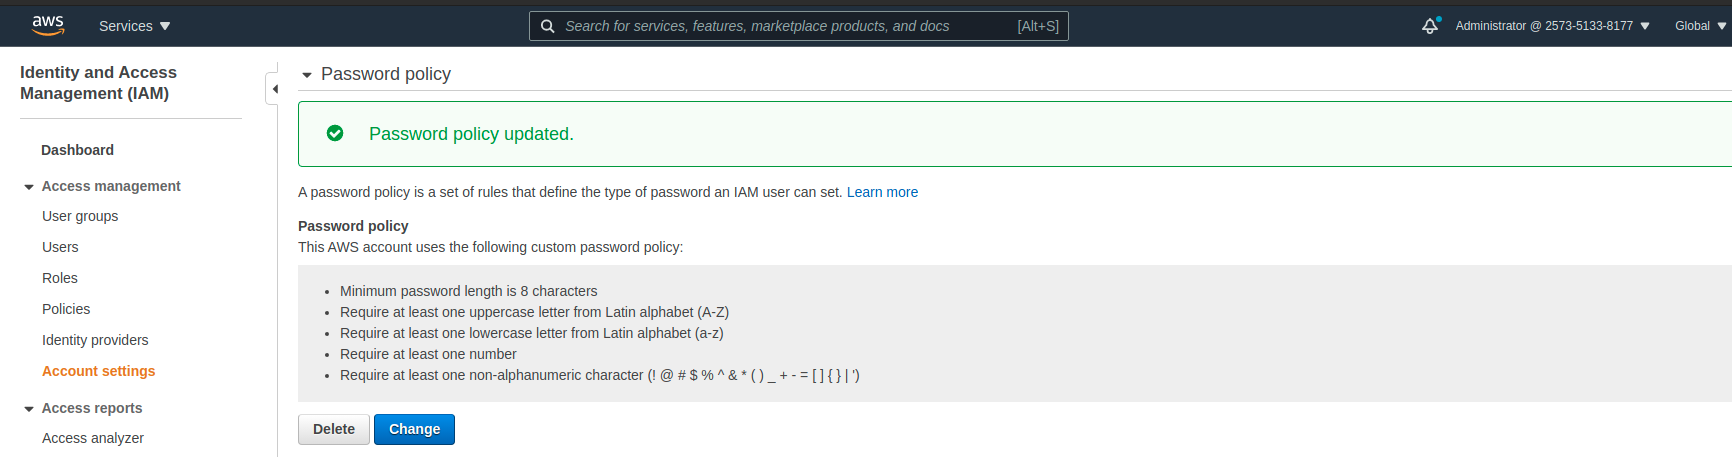 aws
Services
Search for services, features, marketplace products, and docs [Alt+S]
Administrator @ 2573-5133-8177
Global
Identity and Access
Management (IAM)
Dashboard
Access management
User groups
Users
Roles
Policies
Identity providers
Account settings
Access reports
Access analyzer
Password policy
Password policy updated.
A password policy is a set of rules that define the type of password an IAM user can set. Learn more
Password policy
This AWS account uses the following custom password policy:
• Minimum password length is 8 characters
• Require at least one uppercase letter from Latin alphabet (A-Z)
• Require at least one lowercase letter from Latin alphabet (a-z)
• Require at least one number
• Require at least one non-alphanumeric character (! @ # $ % ^ & * ( ) _ + - = [ ] { } | ')
Delete
Change